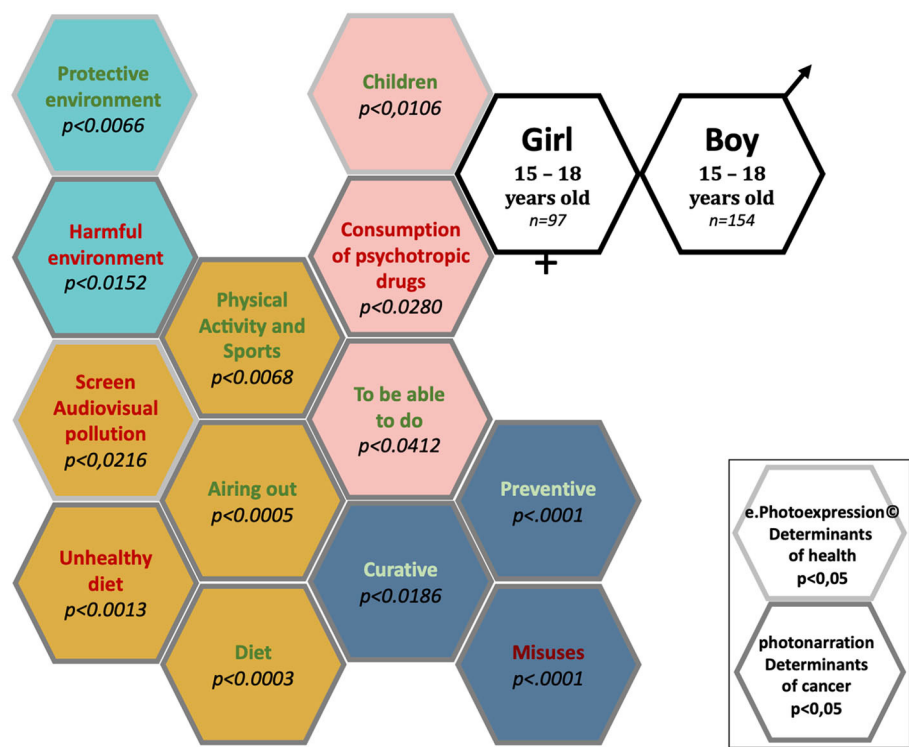 Protective
environment
p<0.0066
Children
p<0,0106
Girl
15 – 18
years old
n=97
Boy
15 – 18
years old
n=154
Harmful
environment
p<0.0152
Consumption
of psychotropic
drugs
p<0.0280
Physical
Activity and
Sports
p<0.0068
Screen
Audiovisual
pollution
p<0,0216
To be able
to do
p<0.0412
Airing out
p<0.0005
Preventive
p<.0001
Unhealthy
diet
p<0.0013
Curative
p<0.0186
Diet
p<0.0003
Misuses
p<.0001
e.Photoexpression©
Determinants
of health
p<0,05
photonarration
Determinants
of cancer
p<0,05